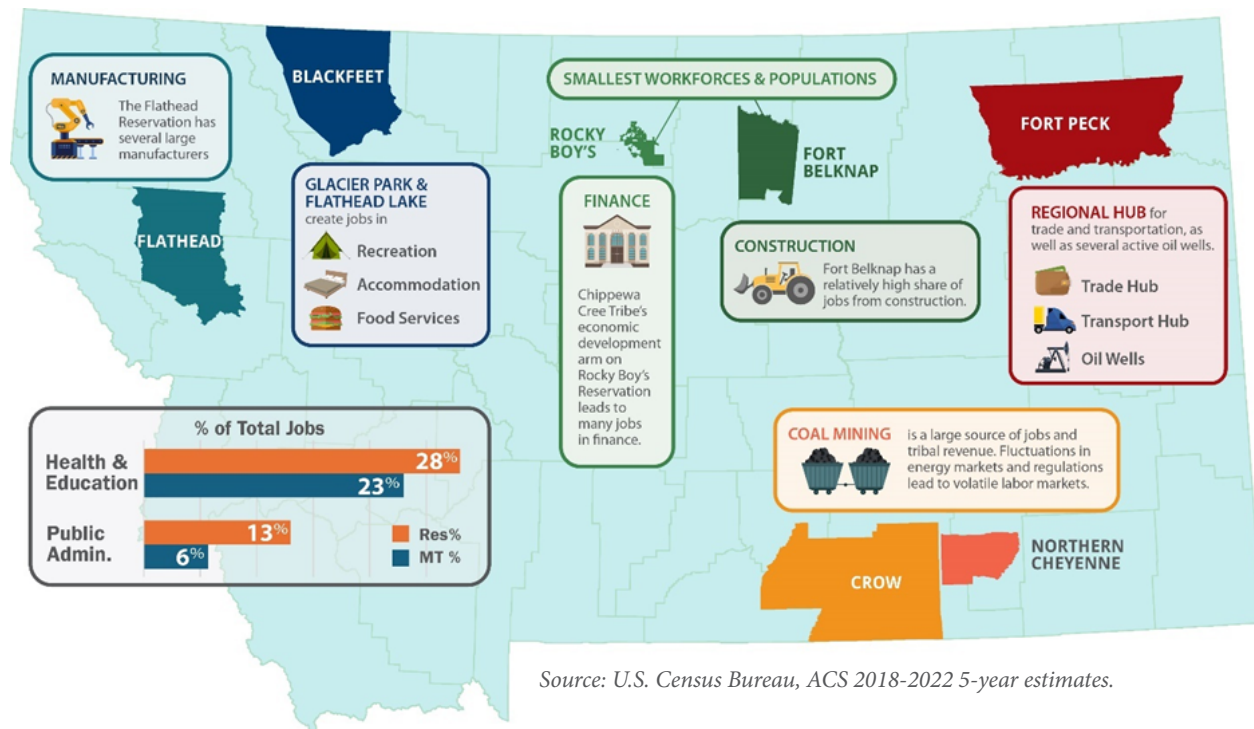 MANUFACTURING
The Flathead
Reservation has
several large
manufacturers
BLACKFEET
FLATHEAD
GLACIER PARK &
FLATHEAD LAKE
create jobs in
Recreation
Accommodation
Food Services
SMALLEST WORKFORCES & POPULATIONS
ROCKY
BOY'S
FORT
BELKNAP
FINANCE
Chippewa
Cree Tribe's
economic
development
arm on
Rocky Boy's
Reservation
leads to
many jobs
in finance.
CONSTRUCTION
Fort Belknap has a
relatively high share of
jobs from construction.
FORT PECK
REGIONAL HUB for
trade and transportation, as
well as several active oil wells.
Trade Hub
Transport Hub
Oil Wells
% of Total Jobs
Health &
Education
28%
23%
Public
Admin.
13%
6%
Res%
MT %
COAL MINING is a large source of jobs and
tribal revenue. Fluctuations in
energy markets and regulations
lead to volatile labor markets.
CROW
NORTHERN
CHEYENNE
Source: U.S. Census Bureau, ACS 2018-2022 5-year estimates.